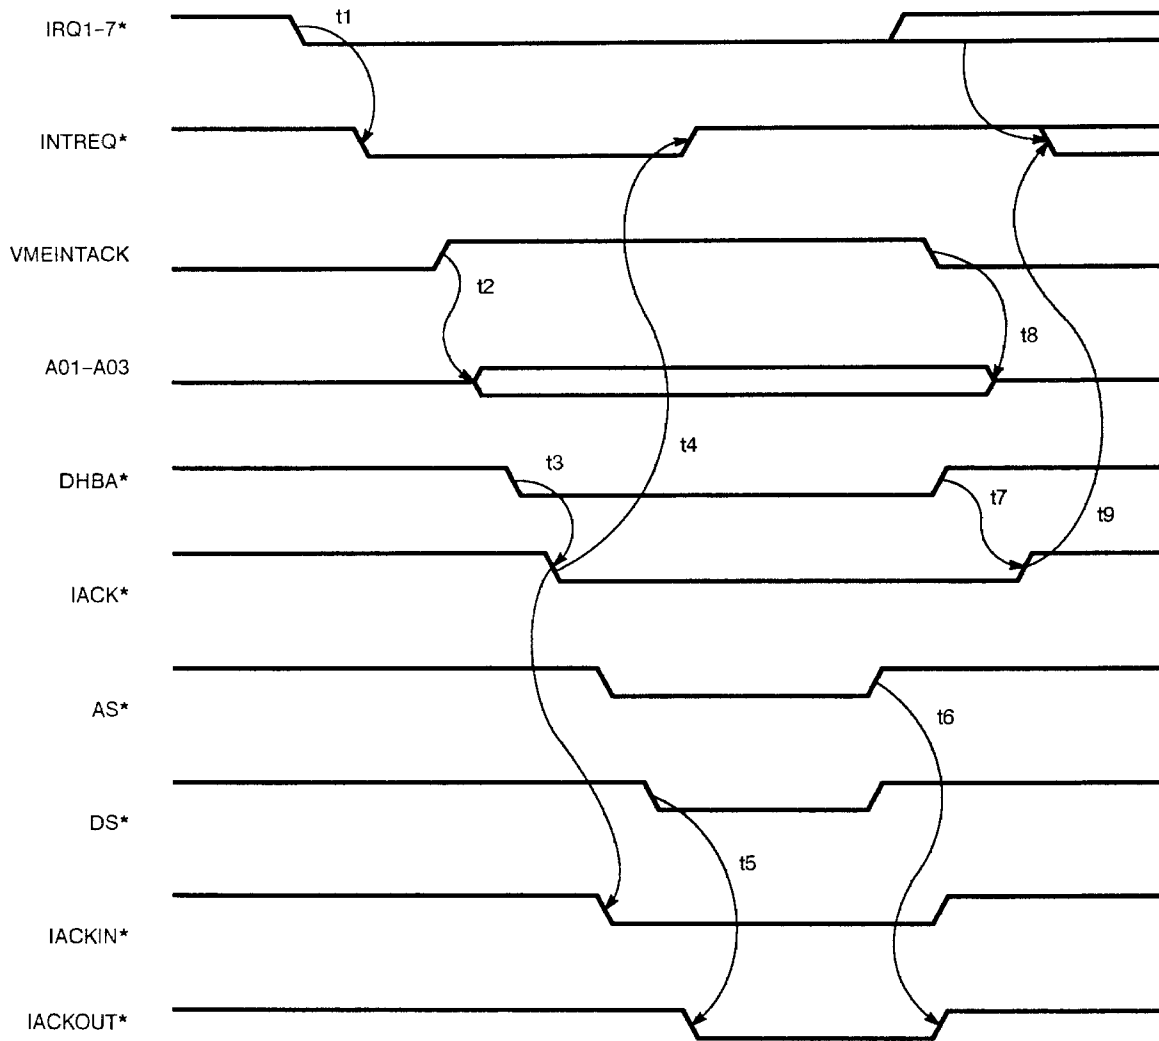 IRQ1-7*
t1
INTREQ*
VMEINTACK
t2
t8
A01-A03
t4
DHBA*
t3
t7
t9
IACK*
AS*
t6
DS*
t5
IACKIN*
IACKOUT*